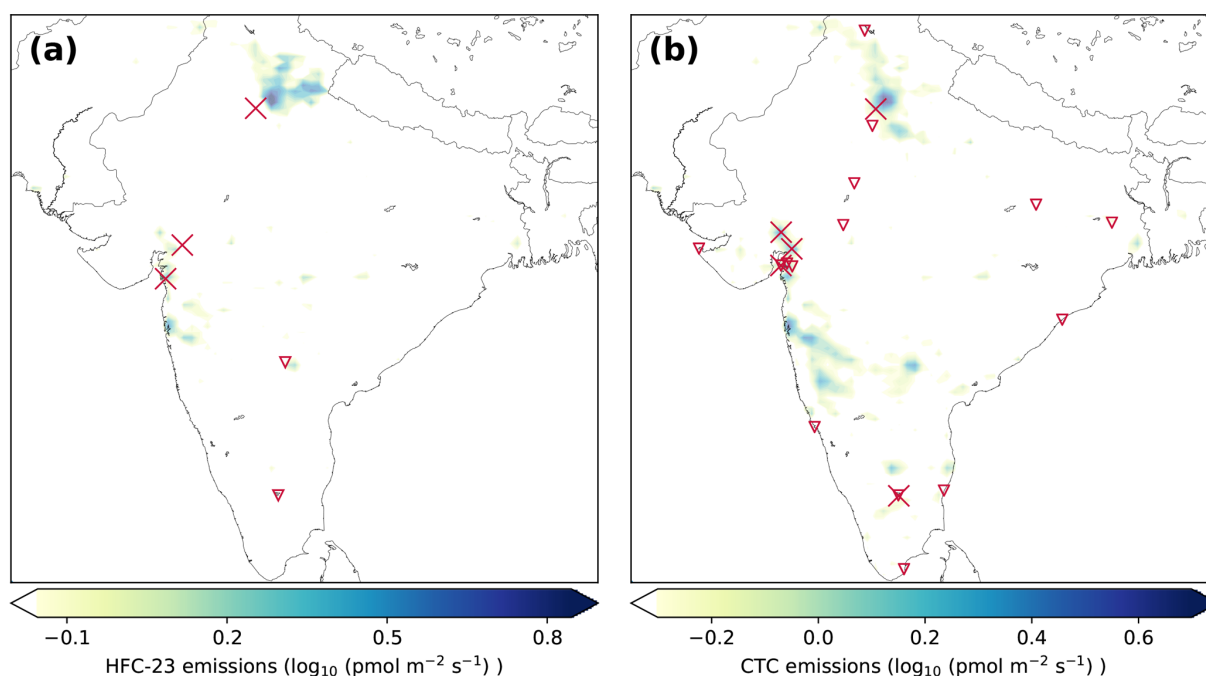 (a)
(b)
−0.1 0.2 0.5 0.8
HFC-23 emissions (log₁₀ (pmol m⁻² s⁻¹ ) )
−0.2 0.0 0.2 0.4 0.6
CTC emissions (log₁₀ (pmol m⁻² s⁻¹ ) )